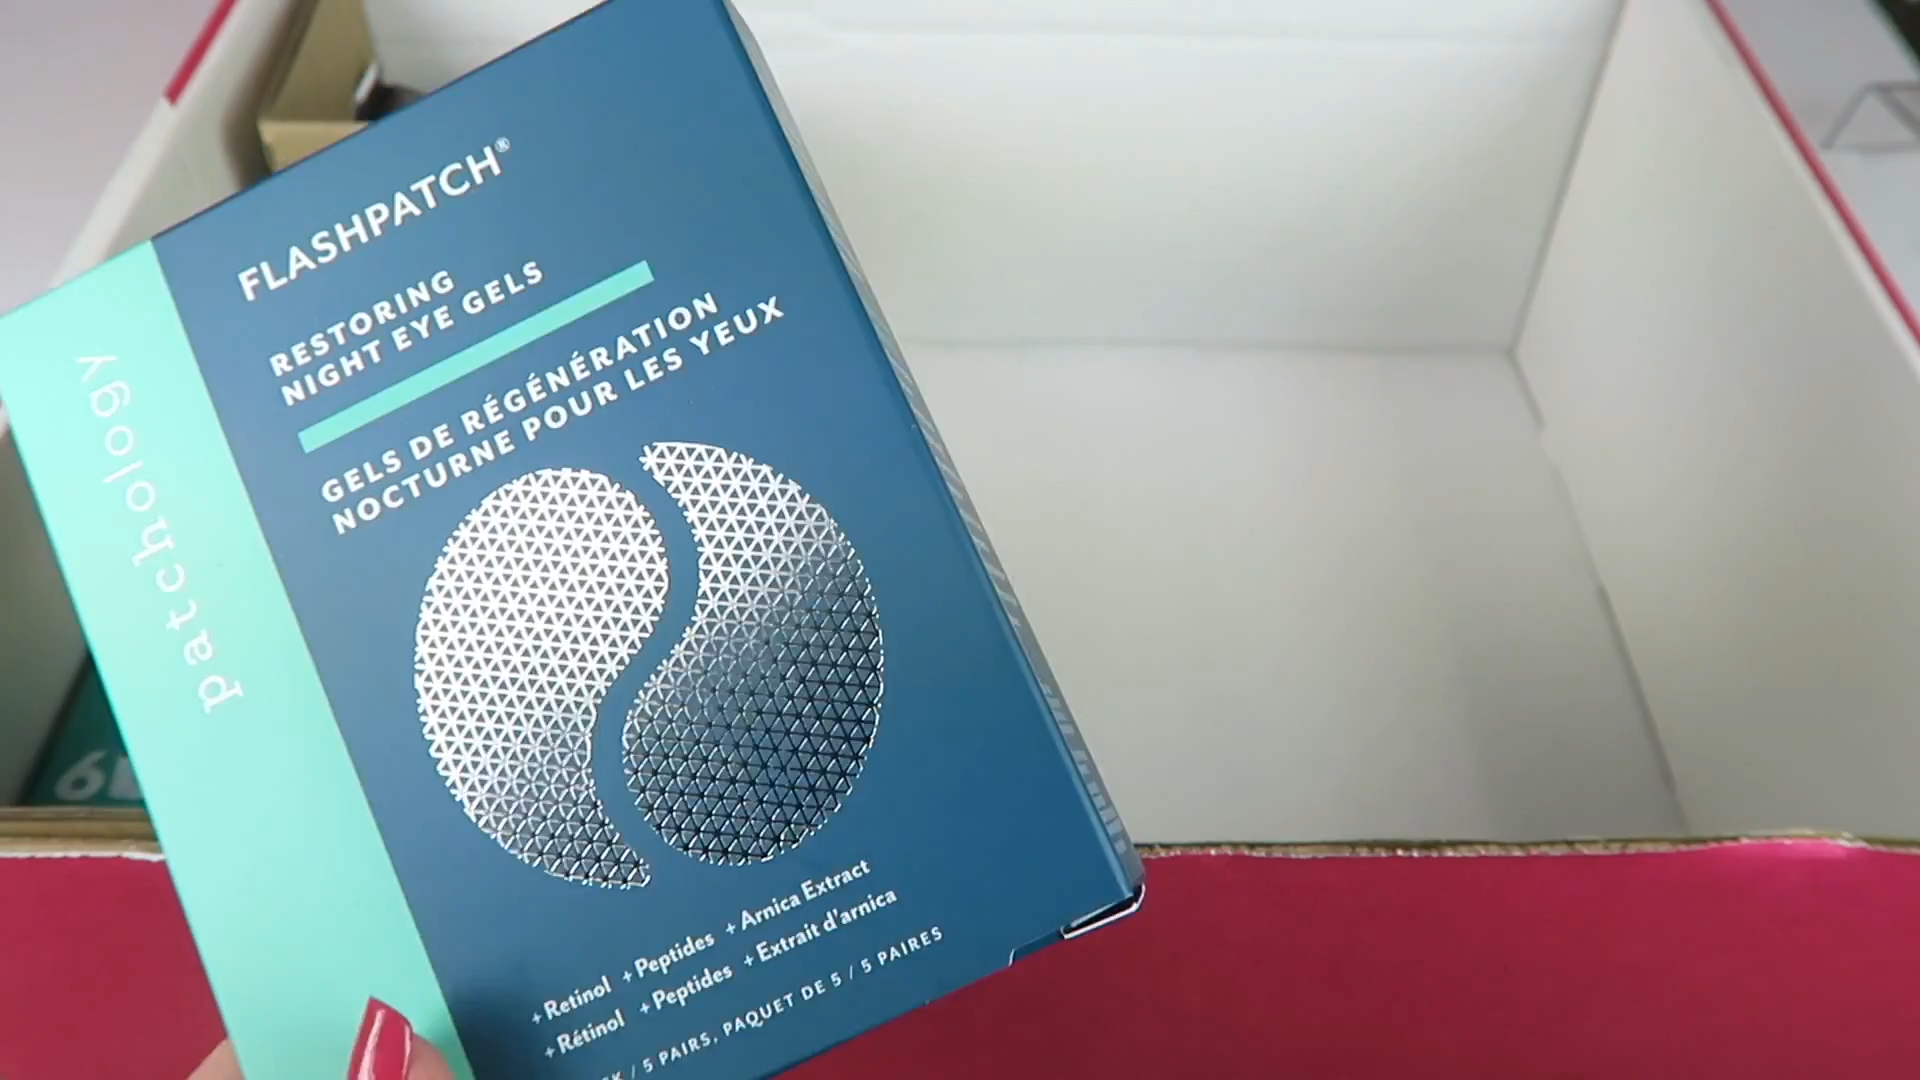 FLASHPATCH®
RESTORING
NIGHT EYE GELS
GELS DE RÉGÉNÉRATION
NOCTURNE POUR LES YEUX
patchology
+Retinol +Peptides +Arnica Extract
+Rétinol +Peptides +Extrait d'arnica
/ 5 PAIRS, PAQUET DE 5 / 5 PAIRES